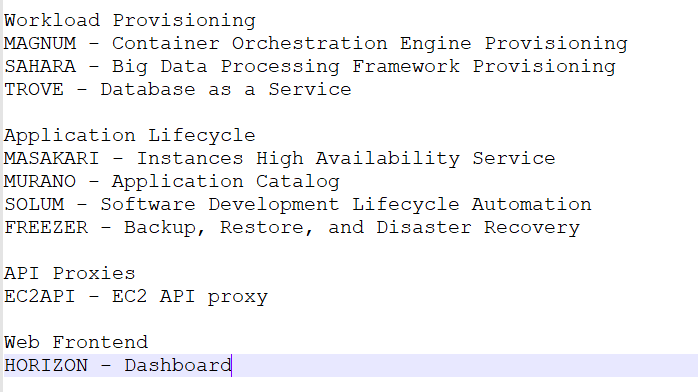 Workload Provisioning
MAGNUM - Container Orchestration Engine Provisioning
SAHARA - Big Data Processing Framework Provisioning
TROVE - Database as a Service
Application Lifecycle
MASAKARI - Instances High Availability Service
MURANO - Application Catalog
SOLUM - Software Development Lifecycle Automation
FREEZER - Backup, Restore, and Disaster Recovery
API Proxies
EC2API - EC2 API proxy
Web Frontend
HORIZON - Dashboard